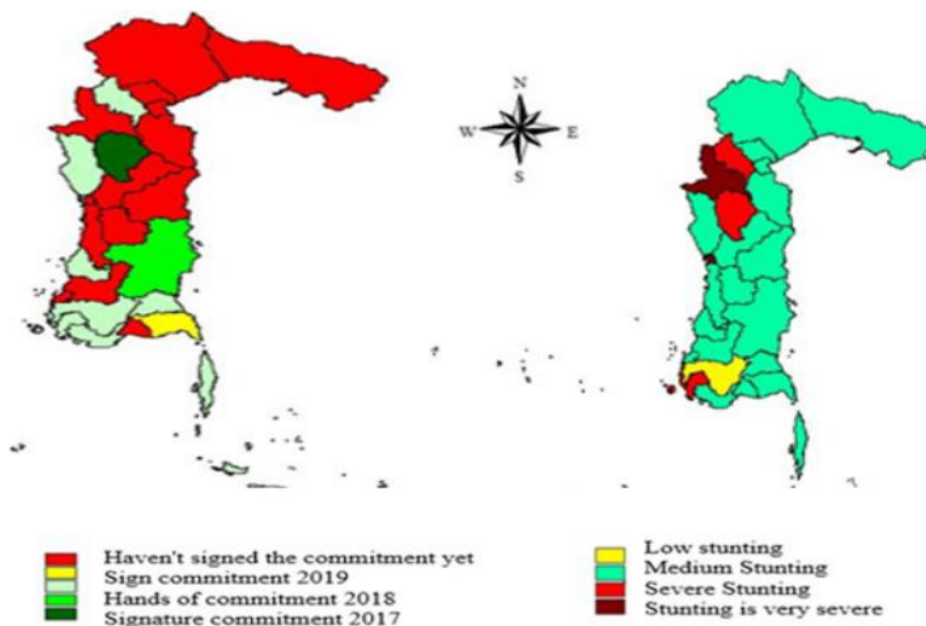 N
W E
S
Haven't signed the commitment yet
Sign commitment 2019
Hands of commitment 2018
Signature commitment 2017
Low stunting
Medium Stunting
Severe Stunting
Stunting is very severe